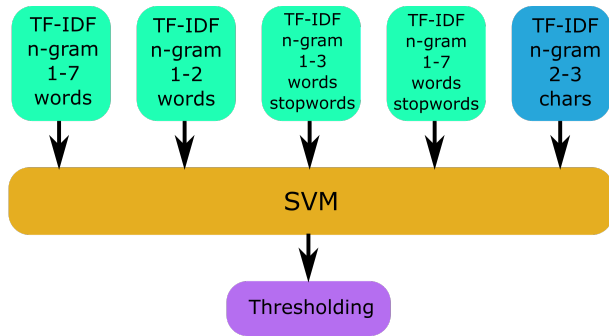 TF-IDF
n-gram
1-7
words
TF-IDF
n-gram
1-2
words
TF-IDF
n-gram
1-3
words
stopwords
TF-IDF
n-gram
1-7
words
stopwords
TF-IDF
n-gram
2-3
chars
SVM
Thresholding